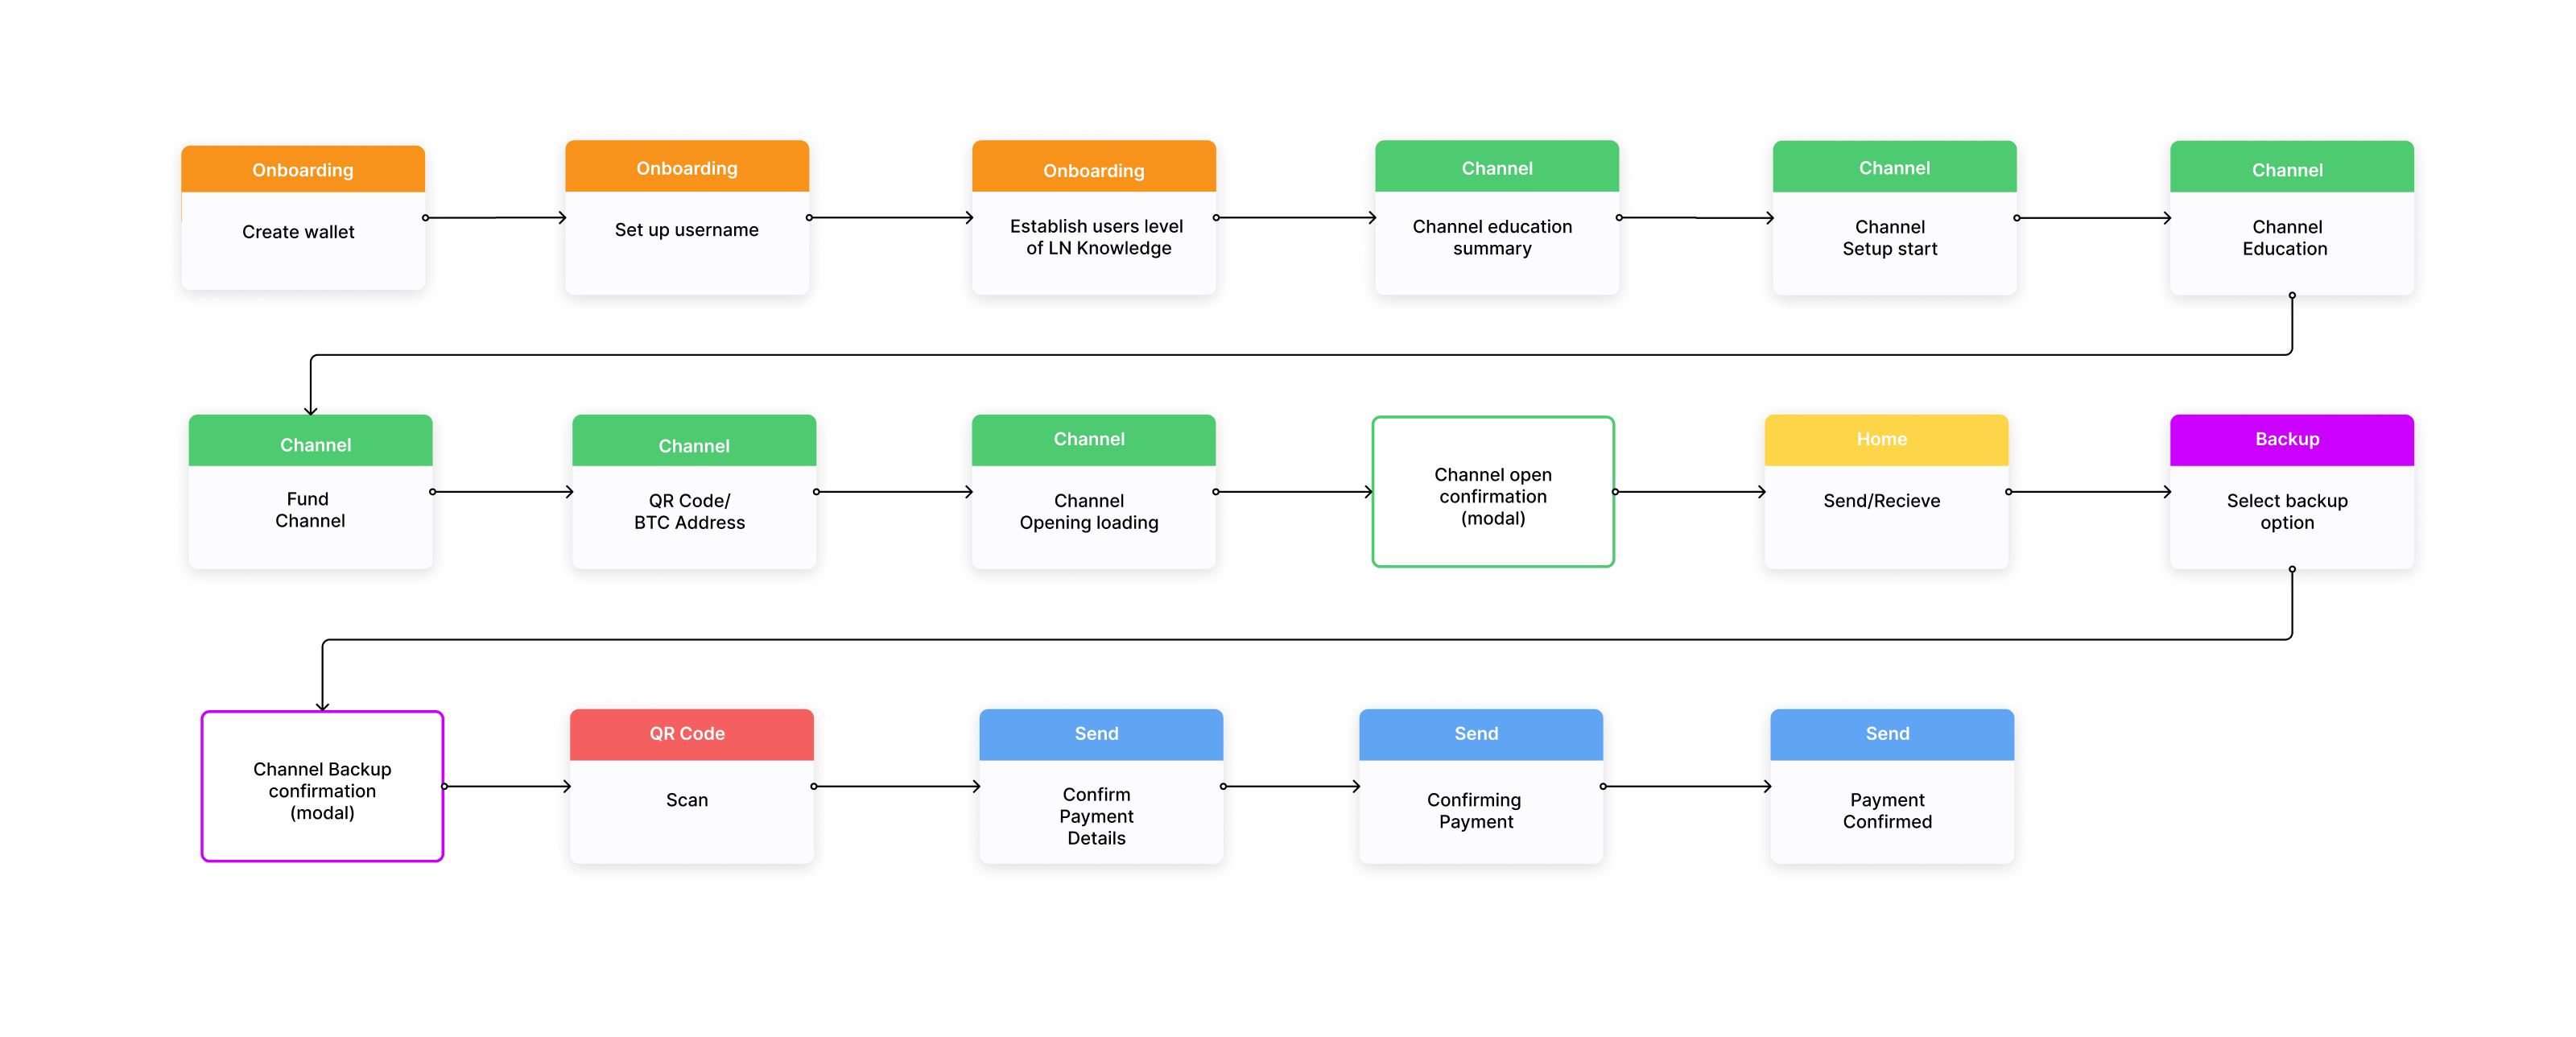 Onboarding
Create wallet
Onboarding
Set up username
Onboarding
Establish users level
of LN Knowledge
Channel
Channel education
summary
Channel
Channel
Setup start
Channel
Channel
Education
Channel
Fund
Channel
Channel
QR Code/
BTC Address
Channel
Channel
Opening loading
Channel open
confirmation
(modal)
Home
Send/Recieve
Backup
Select backup
option
Channel Backup
confirmation
(modal)
QR Code
Scan
Send
Confirm
Payment
Details
Send
Confirming
Payment
Send
Payment
Confirmed